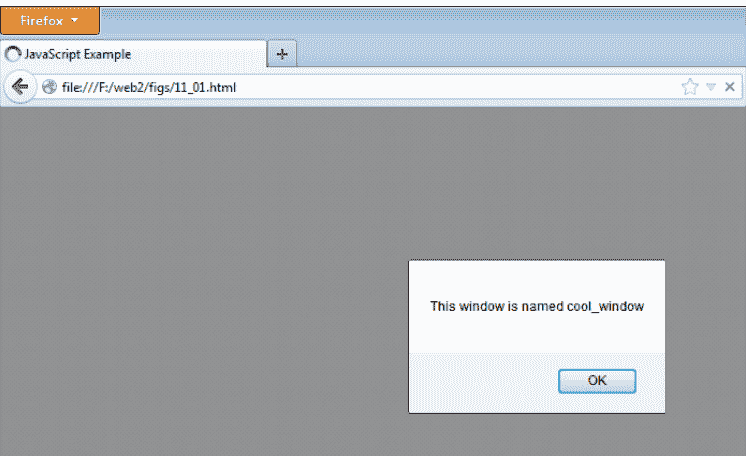 Firefox
JavaScript Example
file:///F:/web2/figs/11_01.html
This window is named cool_window
OK